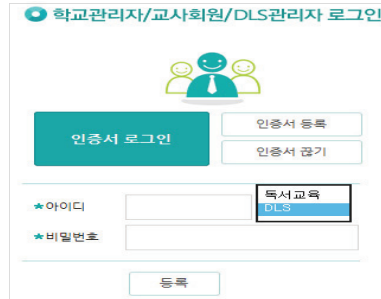 학교관리자/교사회원/DLS관리자 로그인
인증서 로그인
인증서 등록
인증서 끊기
★아이디
독서교육
DLS
★비밀번호
등록